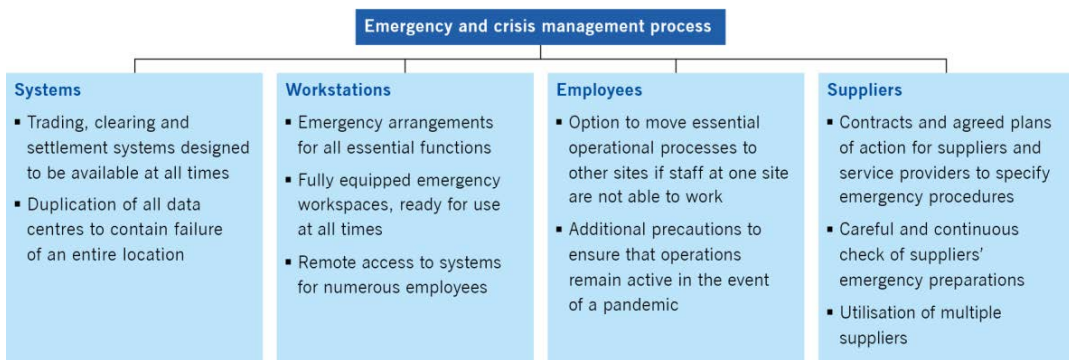 Emergency and crisis management process
Systems
▪ Trading, clearing and
settlement systems designed
to be available at all times
▪ Duplication of all data
centres to contain failure
of an entire location
Workstations
▪ Emergency arrangements
for all essential functions
▪ Fully equipped emergency
workspaces, ready for use
at all times
▪ Remote access to systems
for numerous employees
Employees
▪ Option to move essential
operational processes to
other sites if staff at one site
are not able to work
▪ Additional precautions to
ensure that operations
remain active in the event
of a pandemic
Suppliers
▪ Contracts and agreed plans
of action for suppliers and
service providers to specify
emergency procedures
▪ Careful and continuous
check of suppliers’
emergency preparations
▪ Utilisation of multiple
suppliers